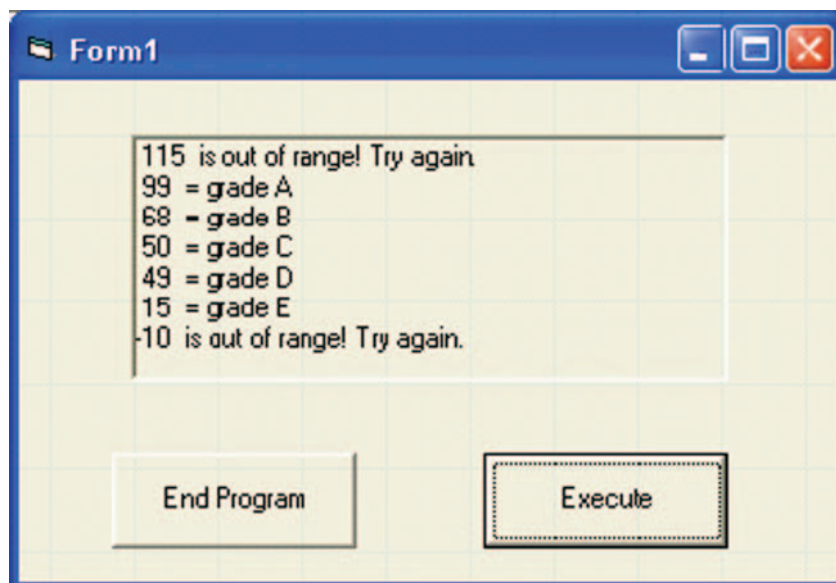 Form1
115 is out of range! Try again.
99 = grade A
68 = grade B
50 = grade C
49 = grade D
15 = grade E
-10 is out of range! Try again.
End Program
Execute